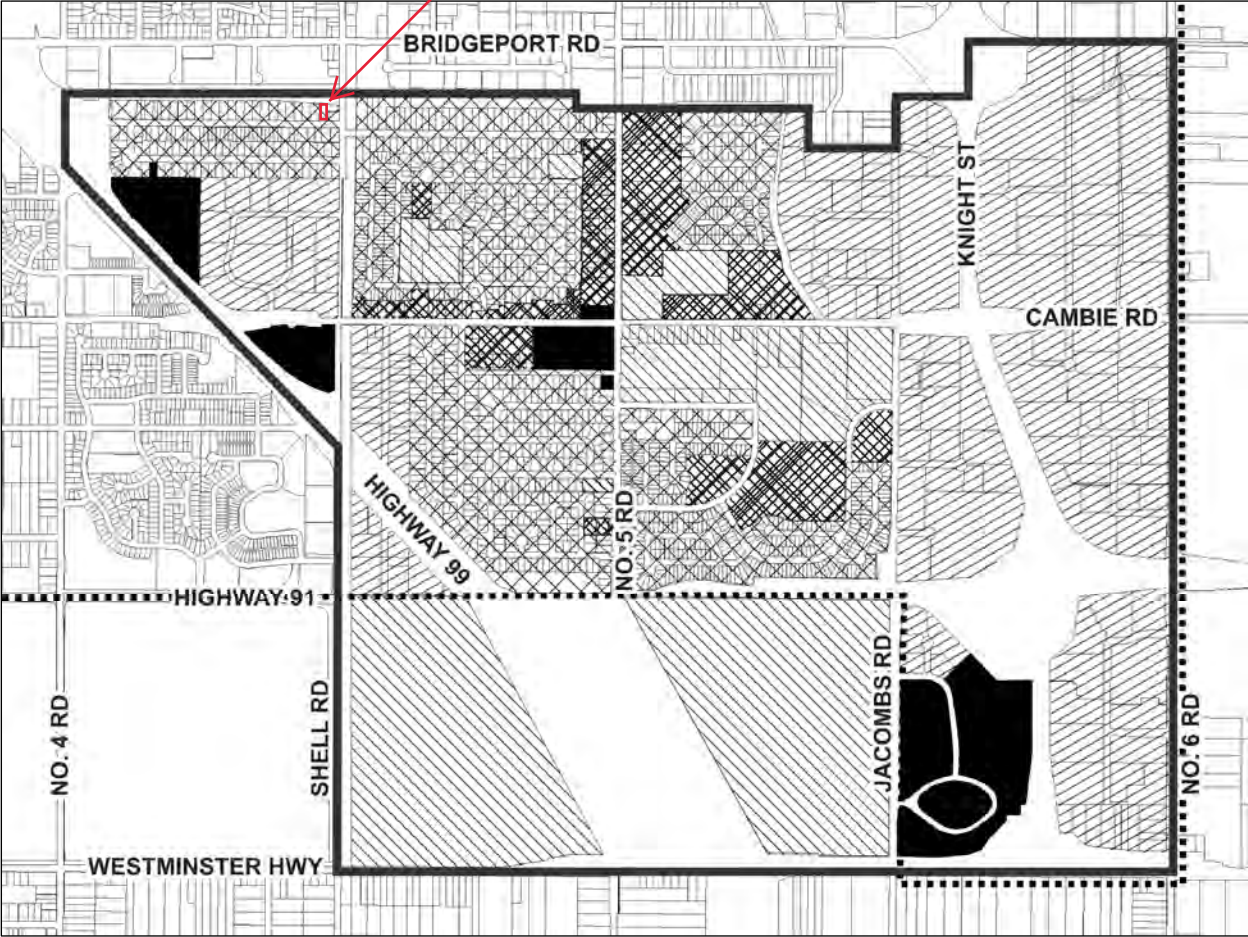 BRIDGEPORT RD
KNIGHT ST
CAMBIE RD
HIGHWAY 99
NO. 5 RD
HIGHWAY 91
NO. 4 RD
SHELL RD
JACOMBS RD
NO. 6 RD
WESTMINSTER HWY